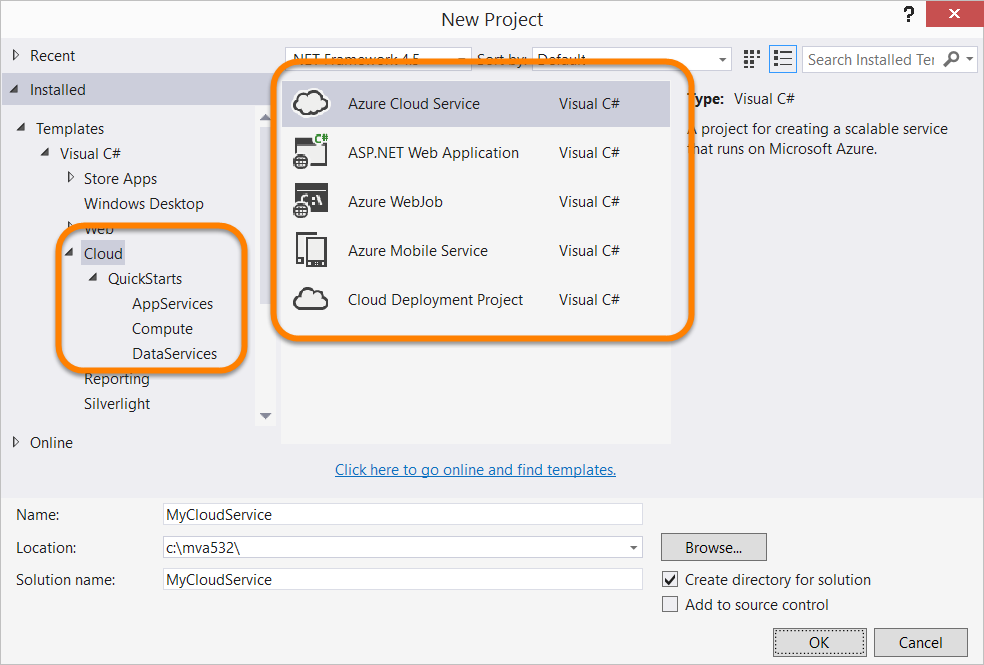 New Project
?
Recent
.NET Framework 4.5 Sort by: Default
Search Installed Ter
Installed
Templates
Visual C#
Store Apps
Windows Desktop
Web
Cloud
QuickStarts
AppServices
Compute
DataServices
Reporting
Silverlight
Online
Azure Cloud Service Visual C#
C#
ASP.NET Web Application Visual C#
Azure WebJob Visual C#
Azure Mobile Service Visual C#
Cloud Deployment Project Visual C#
Type: Visual C#
A project for creating a scalable service
that runs on Microsoft Azure.
Click here to go online and find templates.
Name: MyCloudService
Location: c:\mva532\
Browse...
Solution name: MyCloudService
Create directory for solution
Add to source control
OK Cancel